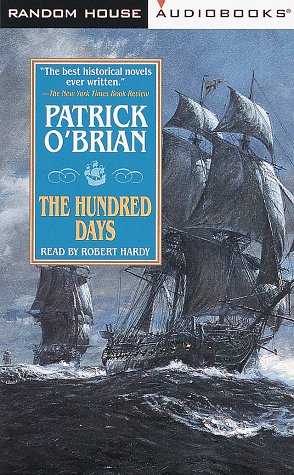 RANDOM HOUSE AUDIOBOOKS®
"The best historical novels
ever written."
—The New York Times Book Review
PATRICK
O'BRIAN
THE HUNDRED
DAYS
READ BY ROBERT HARDY